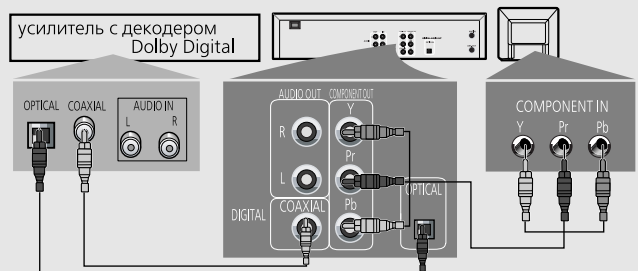 усилитель с декодером
Dolby Digital
OPTICAL COAXIAL AUDIO IN
L R
AUDIO OUT COMPONENT OUT
Y
R
Pr
L
OPTICAL
DIGITAL COAXIAL Pb
COMPONENT IN
Y Pr Pb